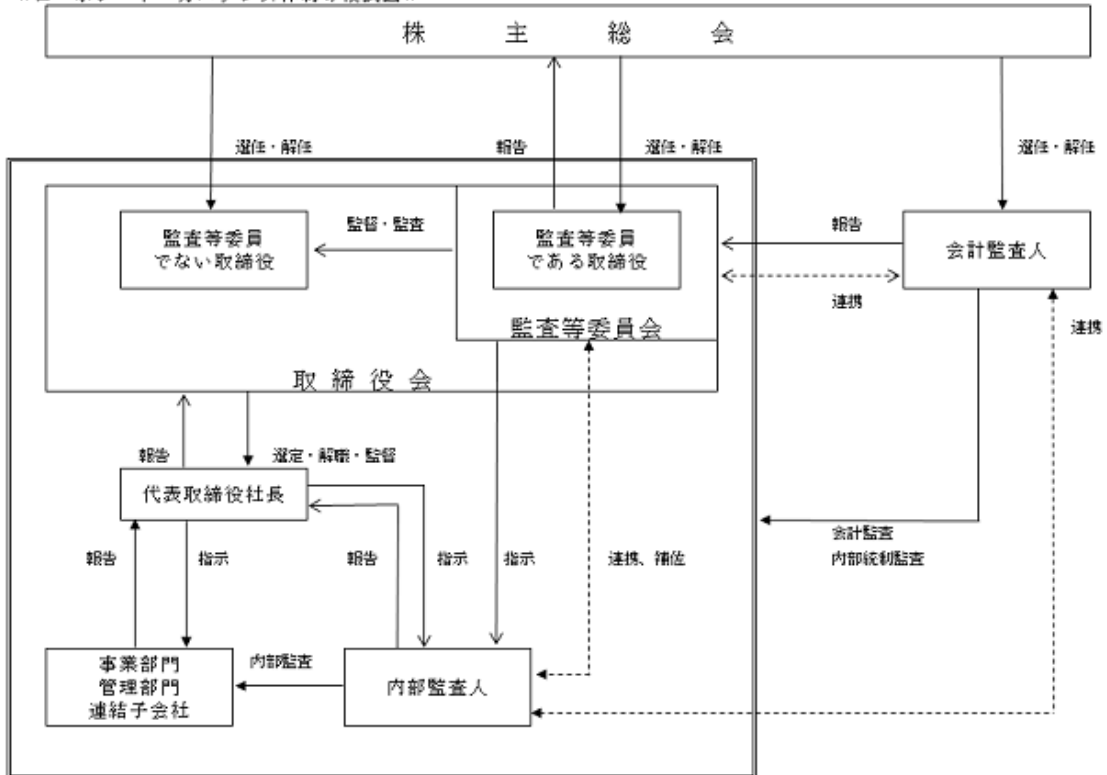 株主総会
選任・解任
報告
選任・解任
選任・解任
監査等委員
でない取締役
監督・監査
監査等委員
である取締役
報告
会計監査人
連携
連携
監査等委員会
取締役会
報告
選定・解職・監督
代表取締役社長
会計監査
内部統制監査
報告
指示
報告
指示
指示
連携、補佐
事業部門
管理部門
連結子会社
内部監査
内部監査人